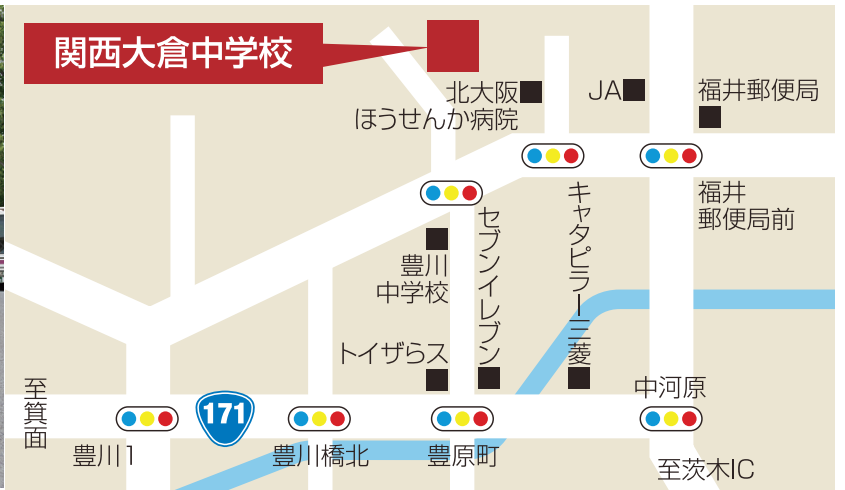 関西大倉中学校
北大阪
ほうせんか病院
JA
福井郵便局
福井
郵便局前
キャタピラー三菱
セブンイレブン
豊川
中学校
トイザらス
至箕面
171
中河原
豊川1
豊川橋北
豊原町
至茨木IC